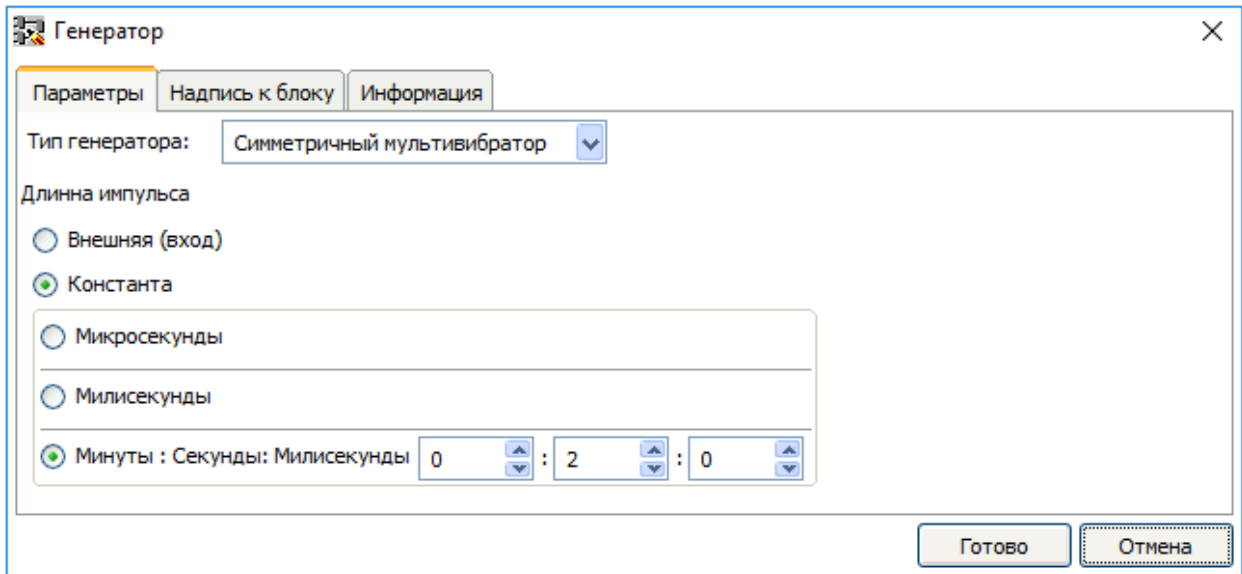 Генератор
Параметры Надпись к блоку Информация
Тип генератора: Симметричный мультивибратор
Длинна импульса
Внешняя (вход)
Константа
Микросекунды
Милисекунды
Минуты : Секунды: Милисекунды 0 : 2 : 0
Готово Отмена